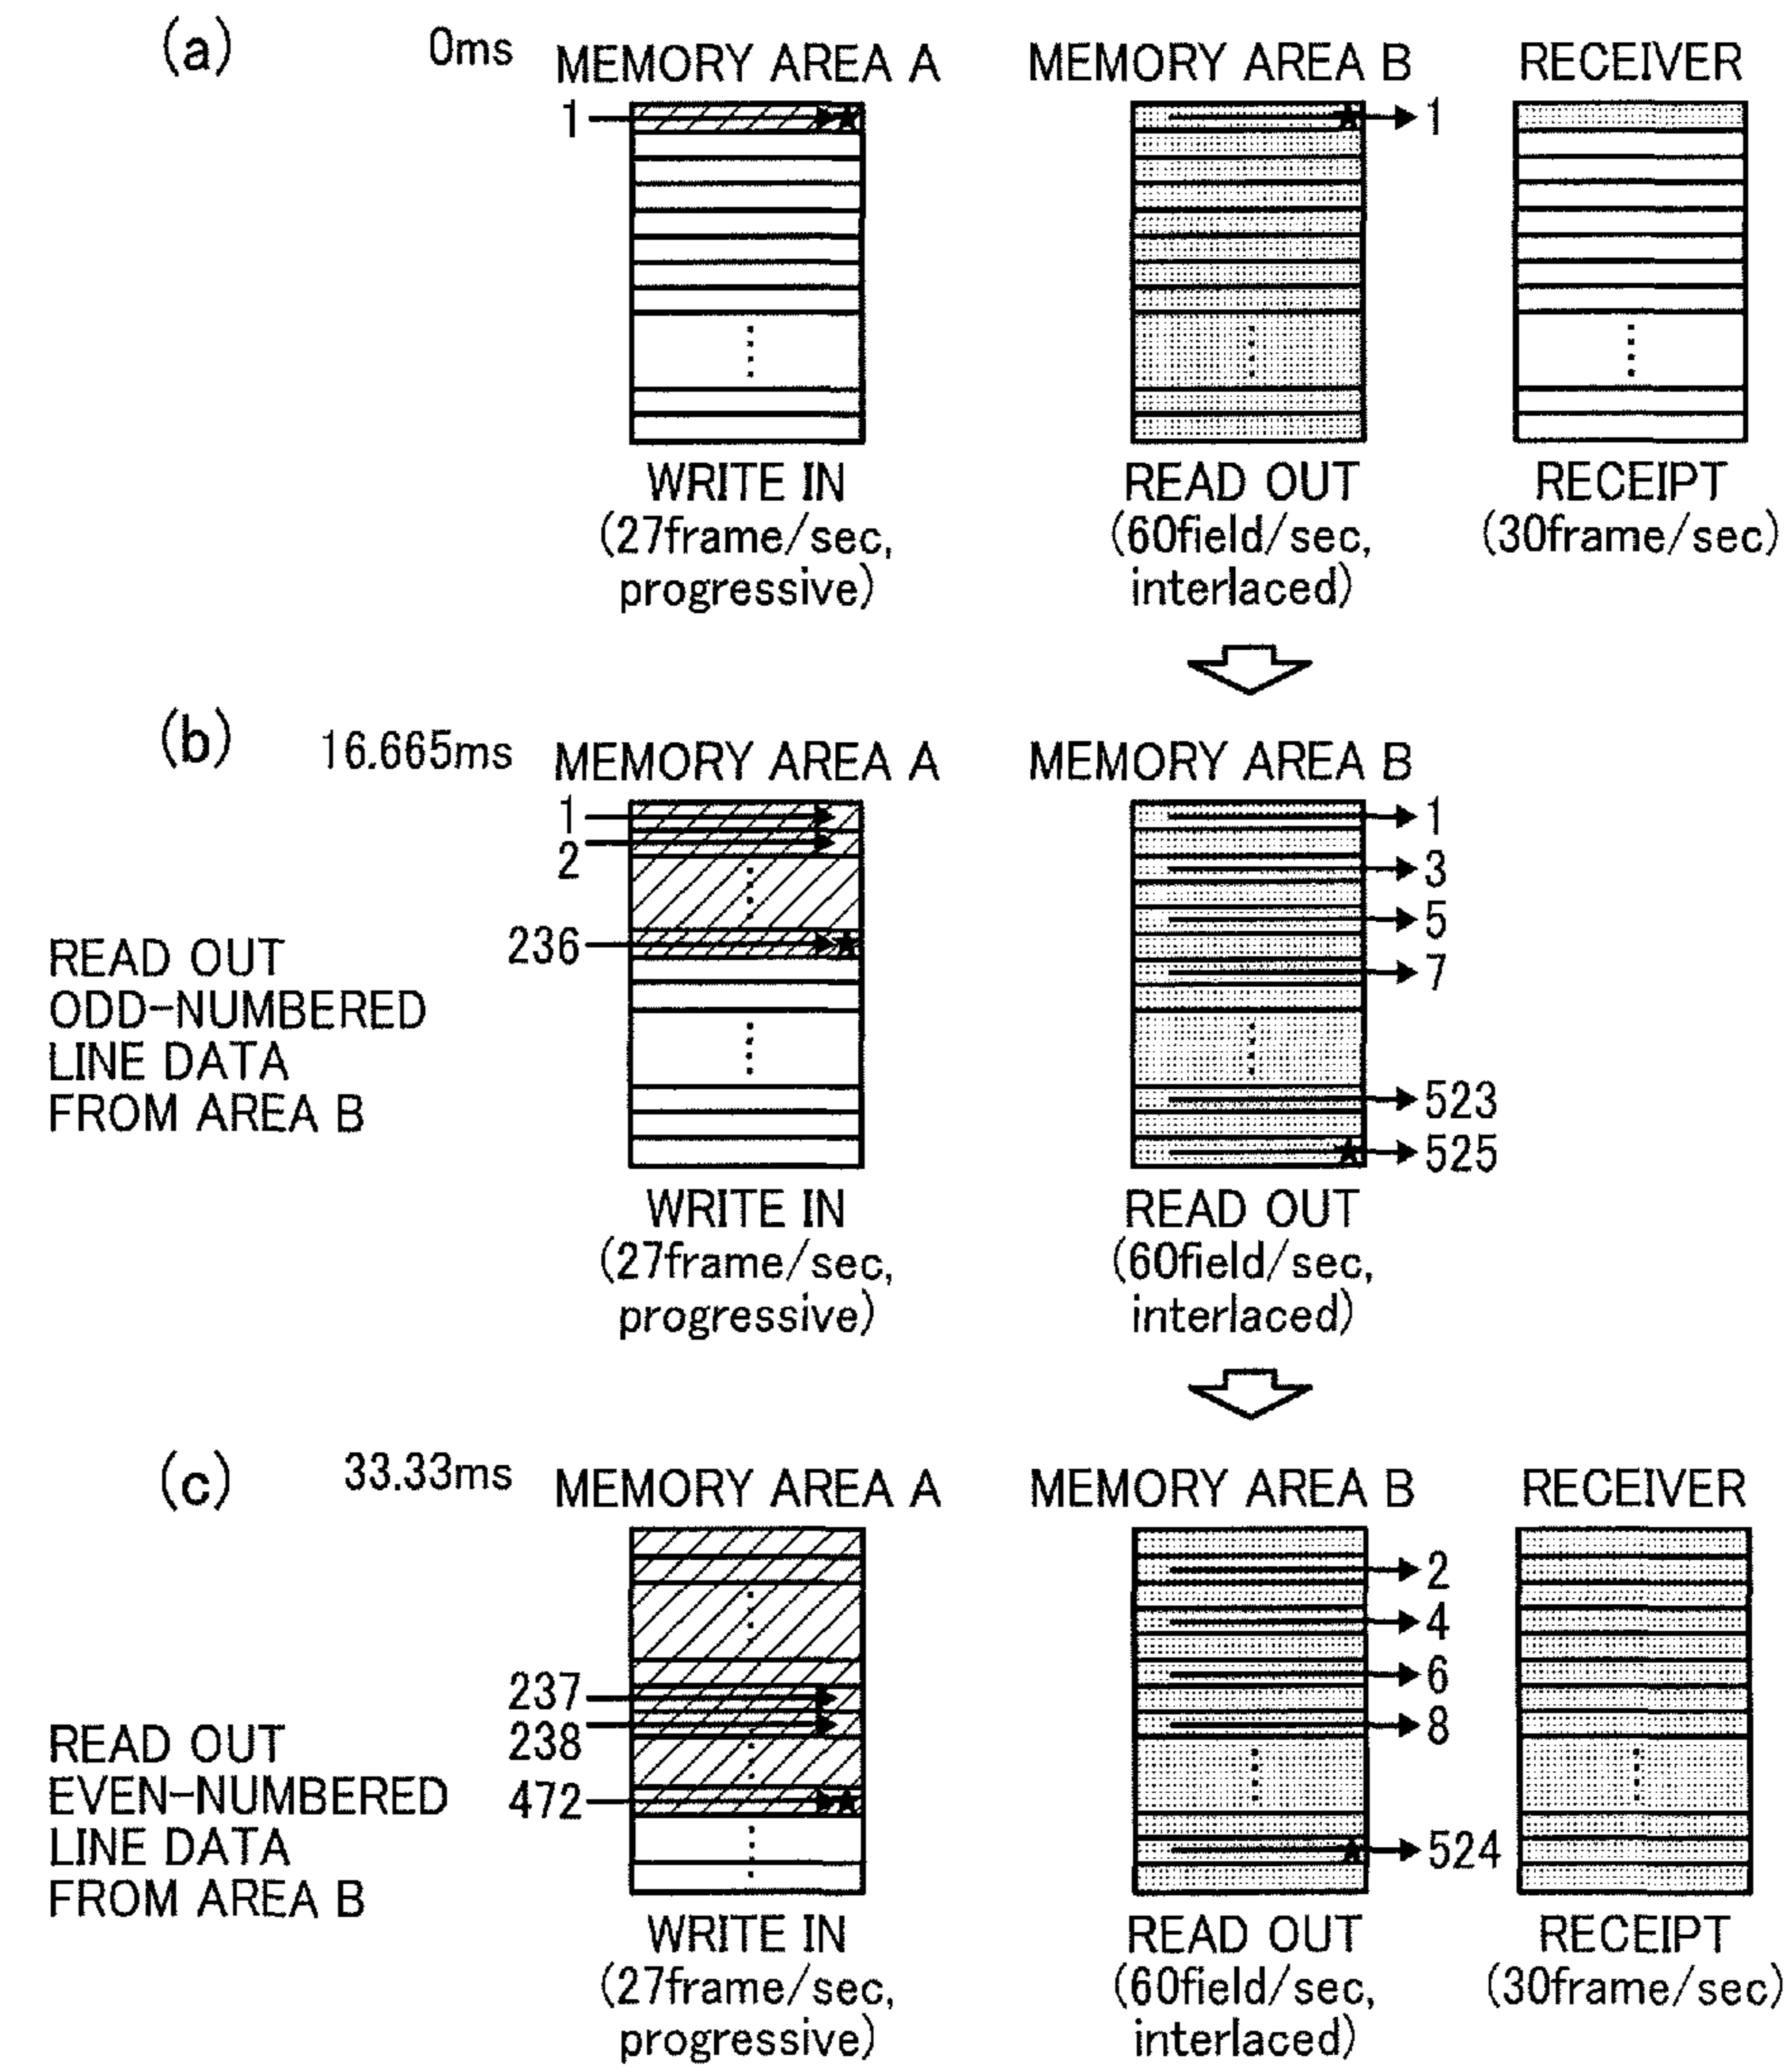 (a)
0ms
MEMORY AREA A
MEMORY AREA B
RECEIVER
1
1
WRITE IN
(27frame/sec,
progressive)
READ OUT
(60field/sec,
interlaced)
RECEIPT
(30frame/sec)
(b)
16.665ms
MEMORY AREA A
MEMORY AREA B
READ OUT
ODD-NUMBERED
LINE DATA
FROM AREA B
1
2
236
1
3
5
7
523
525
WRITE IN
(27frame/sec,
progressive)
READ OUT
(60field/sec,
interlaced)
(c)
33.33ms
MEMORY AREA A
MEMORY AREA B
RECEIVER
READ OUT
EVEN-NUMBERED
LINE DATA
FROM AREA B
237
238
472
2
4
6
8
524
WRITE IN
(27frame/sec,
progressive)
READ OUT
(60field/sec,
interlaced)
RECEIPT
(30frame/sec)